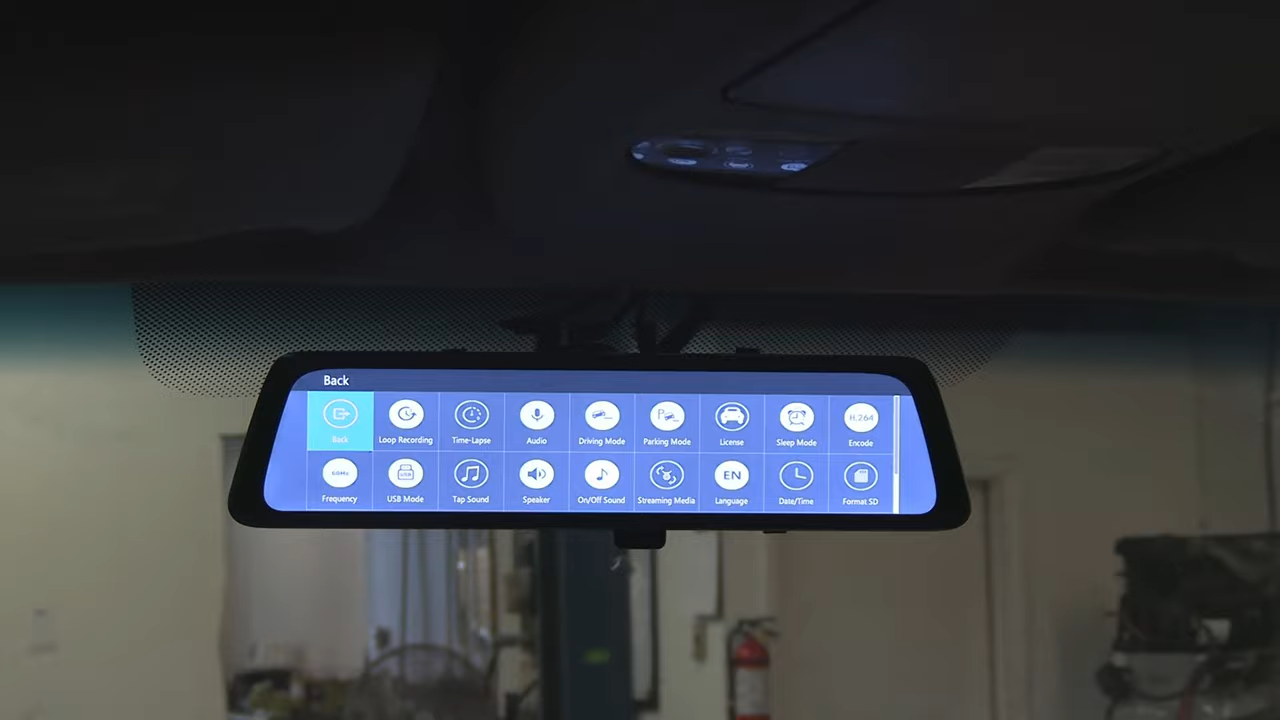 Back
H.264
Back Loop Recording Time-Lapse Audio Driving Mode Parking Mode License Sleep Mode Encode
60Hz EN
Frequency USB Mode Tap Sound Speaker On/Off Sound Streaming Media Language Date/Time Format SD